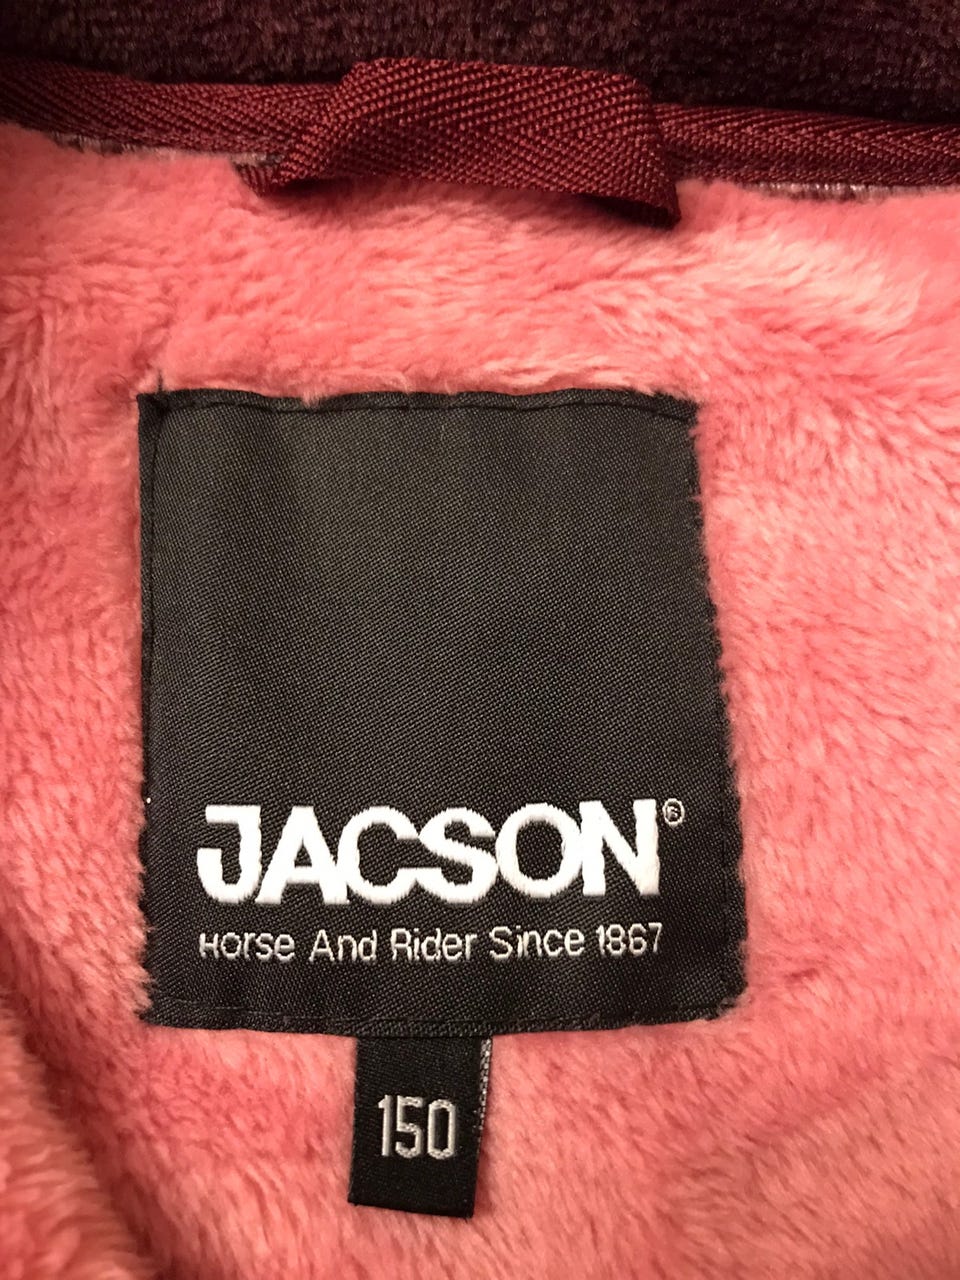 JACSON®
Horse And Rider Since 1867
150